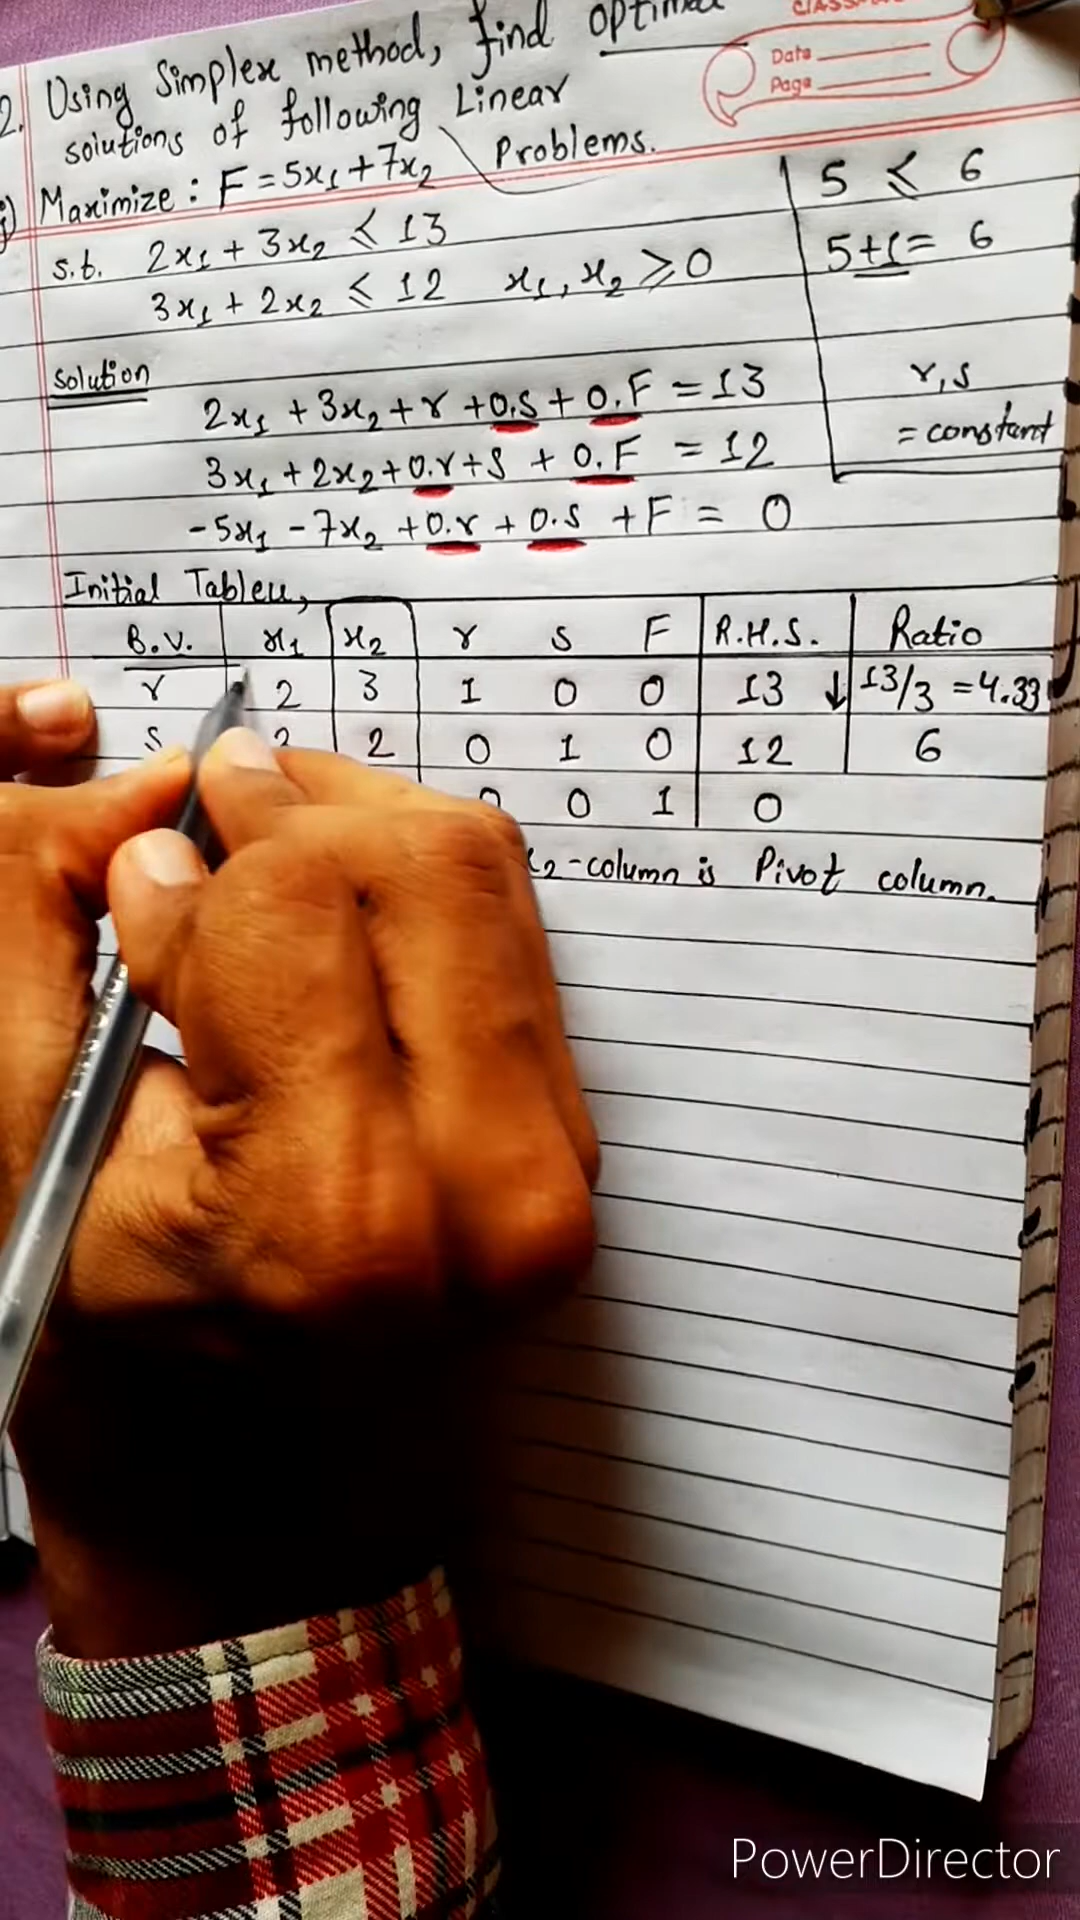 2. Using Simplex method, find optimal
solutions of following Linear
Problems.
i) Maximize : F = 5x₁ + 7x₂
s.t. 2x₁ + 3x₂ ≤ 13
3x₁ + 2x₂ ≤ 12 x₁, x₂ ≥ 0
5 ≤ 6
5+1 = 6
r, s
= constant
Date
Page
Solution
2x₁ + 3x₂ + r + 0.s + 0.F = 13
3x₁ + 2x₂ + 0.r + s + 0.F = 12
-5x₁ - 7x₂ + 0.r + 0.s + F = 0
Initial Tableu,
B.V. x₁ x₂ r s F R.H.S. Ratio
r 2 3 1 0 0 13 ↓ 13/3 = 4.33
s 2 0 1 0 12 6
0 1 0
x₂-column is Pivot column.
PowerDirector